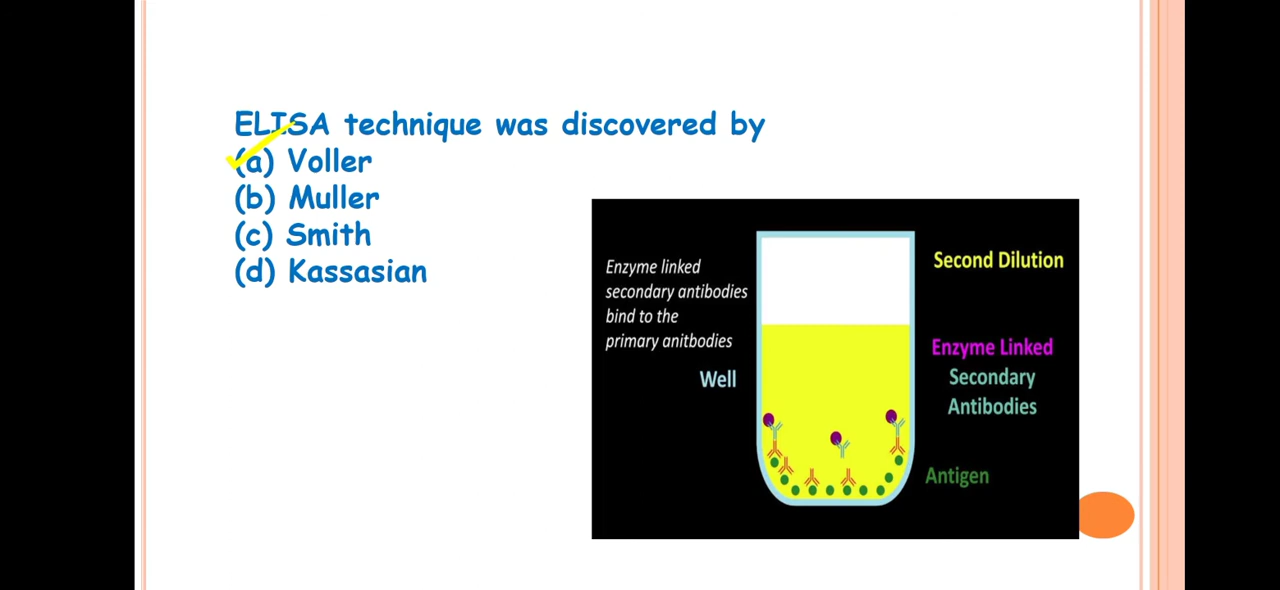 ELISA technique was discovered by
(a) Voller
(b) Muller
(c) Smith
(d) Kassasian
Enzyme linked
secondary antibodies
bind to the
primary anitbodies
Well
Second Dilution
Enzyme Linked
Secondary
Antibodies
Antigen